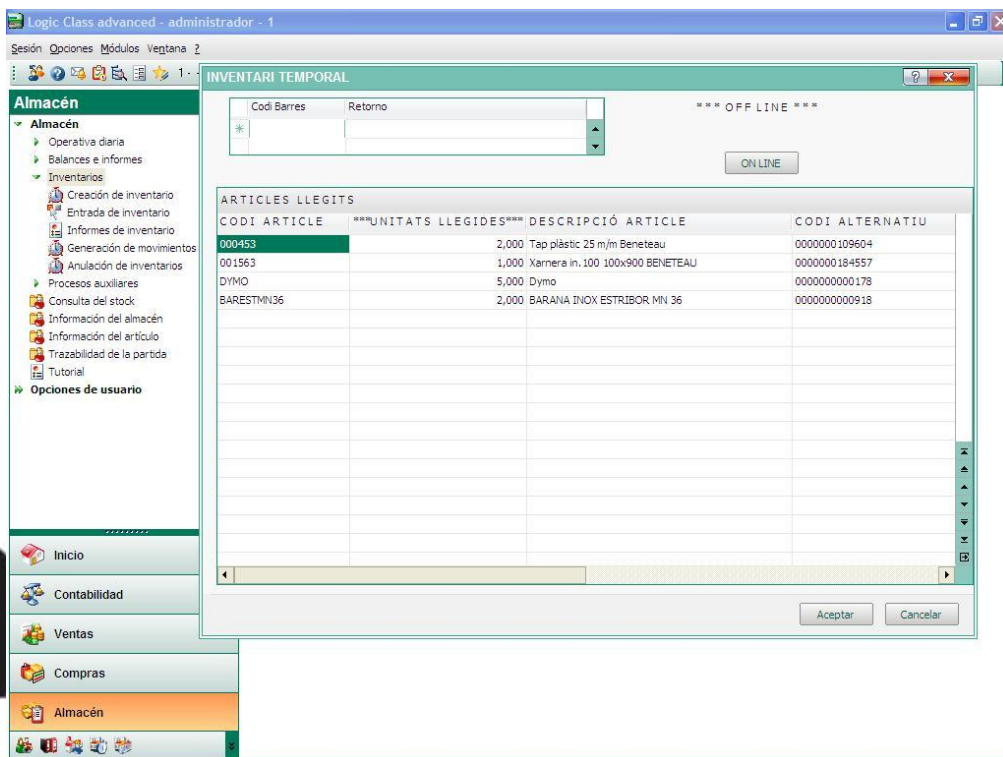 Logic Class advanced - administrador - 1
Sesión Opciones Módulos Ventana ?
1
INVENTARI TEMPORAL
Almacén
Almacén
Operativa diaria
Balances e informes
Inventarios
Creación de inventario
Entrada de inventario
Informes de inventario
Generación de movimientos
Anulación de inventarios
Procesos auxiliares
Consulta del stock
Información del almacén
Información del artículo
Trazabilidad de la partida
Tutorial
Opciones de usuario
Inicio
Contabilidad
Ventas
Compras
Almacén
Codi Barres Retorno
*** OFF LINE ***
ON LINE
ARTICLES LLEGITS
CODI ARTICLE ***UNITATS LLEGIDES*** DESCRIPCIÓ ARTICLE CODI ALTERNATIU
000453 2,000 Tap plàstic 25 m/m Beneteau 0000000109604
001563 1,000 Xarnera in.100 100x900 BENETEAU 0000000184557
DYMO 5,000 Dymo 0000000000178
BARESTMN36 2,000 BARANA INOX ESTRIBOR MN 36 0000000000918
Aceptar Cancelar